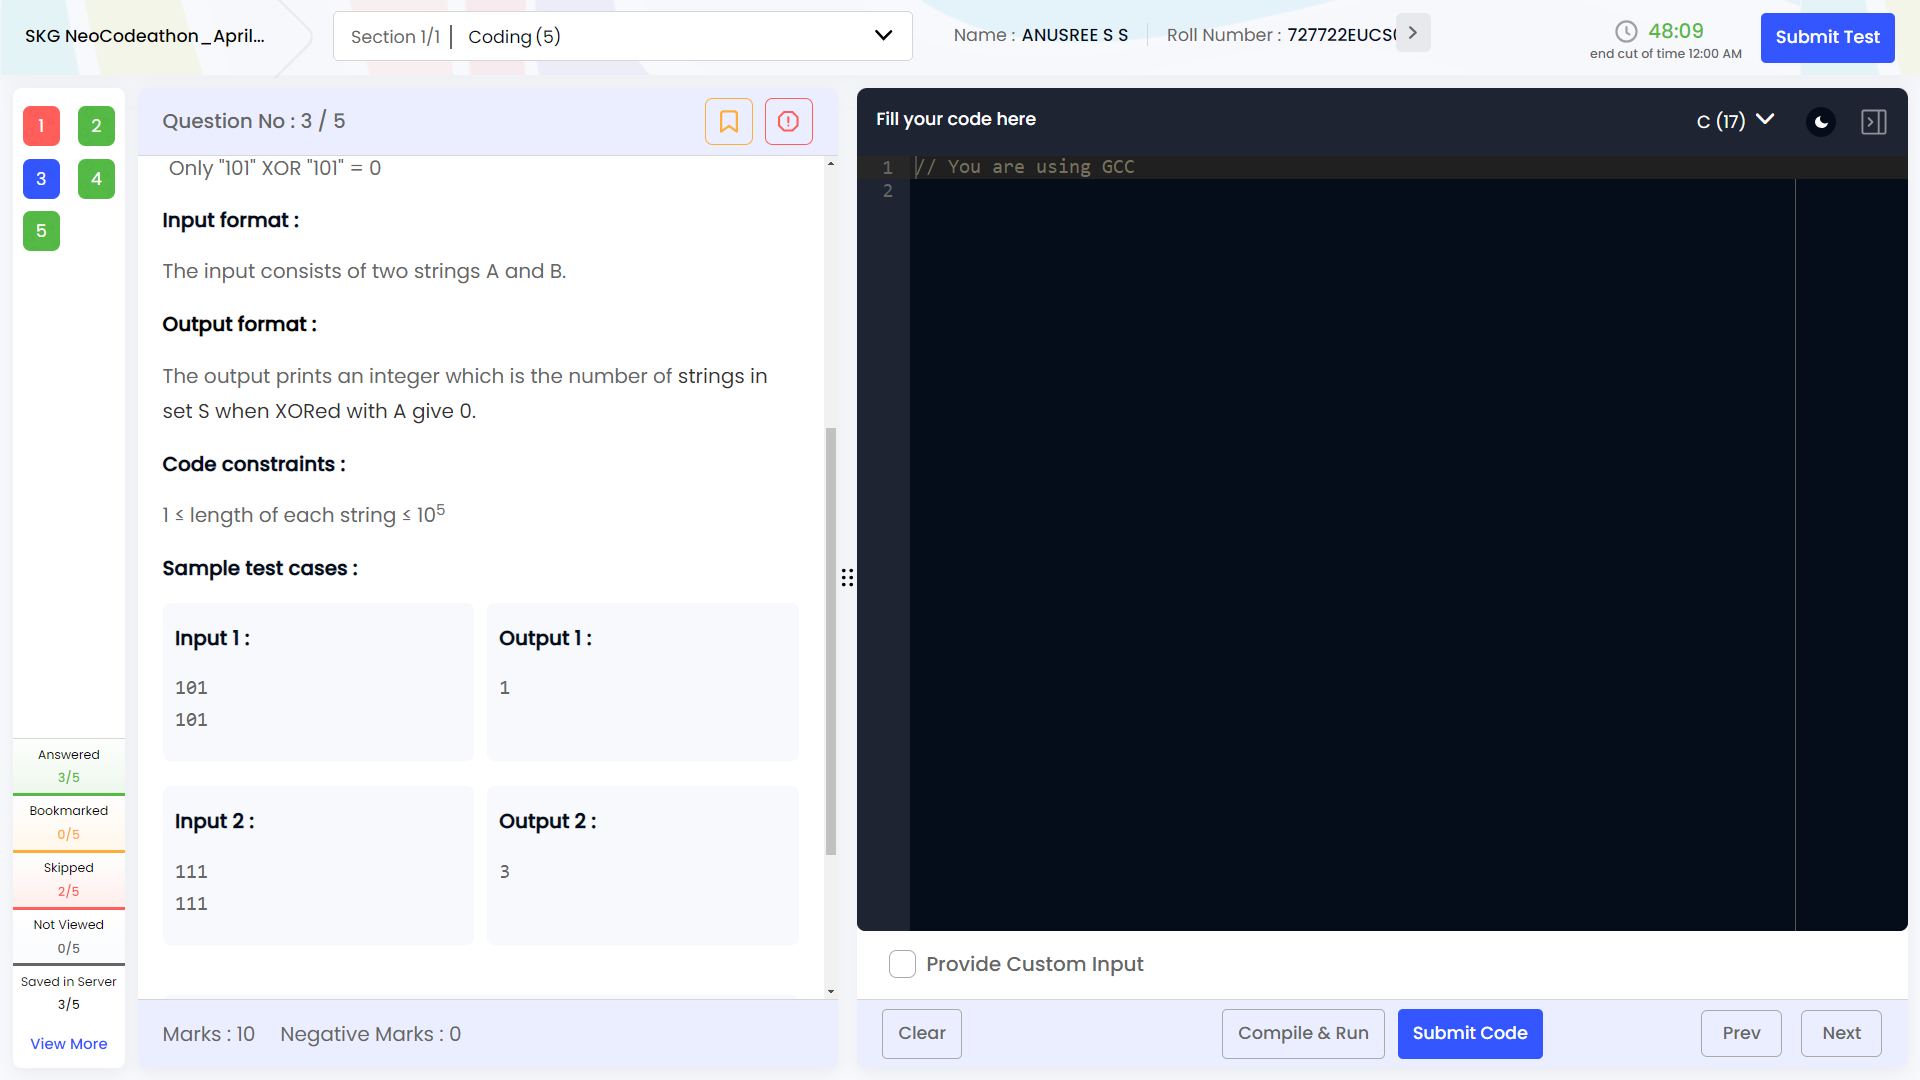 SKG NeoCodeathon_April...
Section 1/1 | Coding (5)
Name : ANUSREE S S
Roll Number : 727722EUCS
48:09
end cut of time 12:00 AM
Submit Test
1
2
3
4
5
Answered
3/5
Bookmarked
0/5
Skipped
2/5
Not Viewed
0/5
Saved in Server
3/5
View More
Question No : 3 / 5
Only "101" XOR "101" = 0
Input format :
The input consists of two strings A and B.
Output format :
The output prints an integer which is the number of strings in
set S when XORed with A give 0.
Code constraints :
1 ≤ length of each string ≤ 10⁵
Sample test cases :
Input 1 :
101
101
Output 1 :
1
Input 2 :
111
111
Output 2 :
3
Marks : 10 Negative Marks : 0
Fill your code here
C (17)
1 // You are using GCC
2
Provide Custom Input
Clear
Compile & Run
Submit Code
Prev
Next